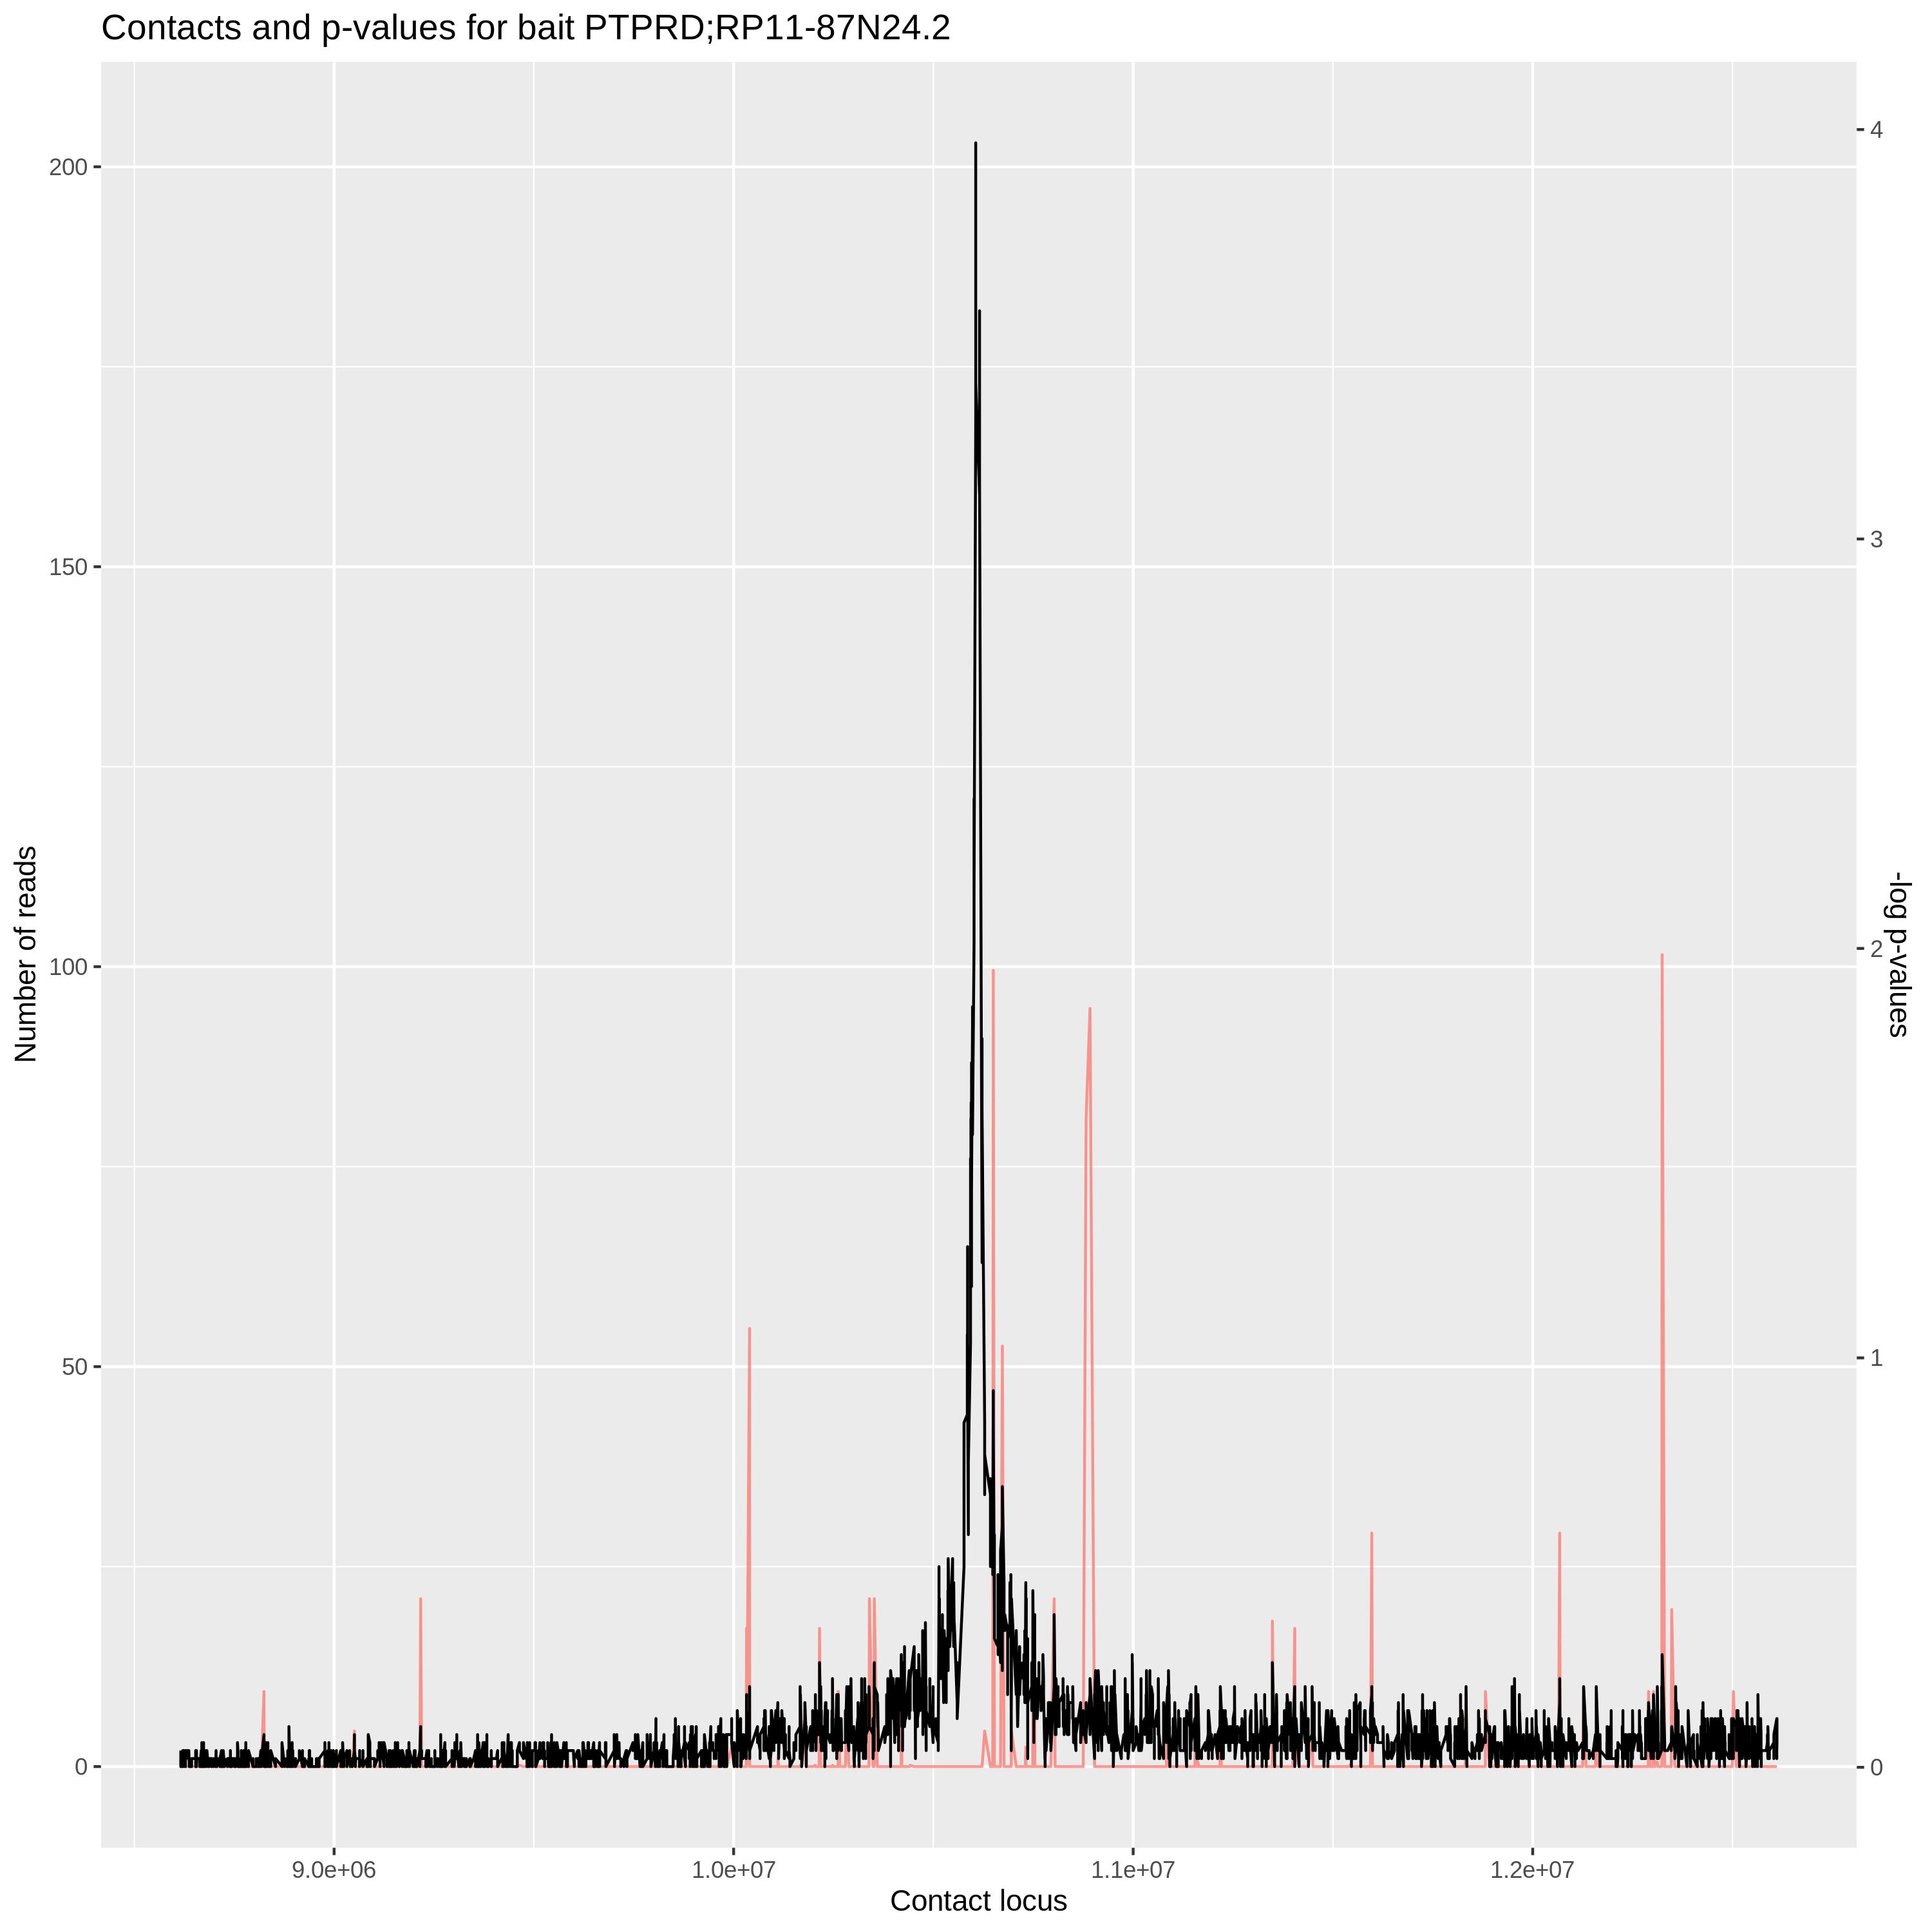 Contacts and p-values for bait PTPRD;RP11-87N24.2
200
150
100
50
0
Number of reads
4
3
2
1
0
-log p-values
9.0e+06
1.0e+07
1.1e+07
1.2e+07
Contact locus